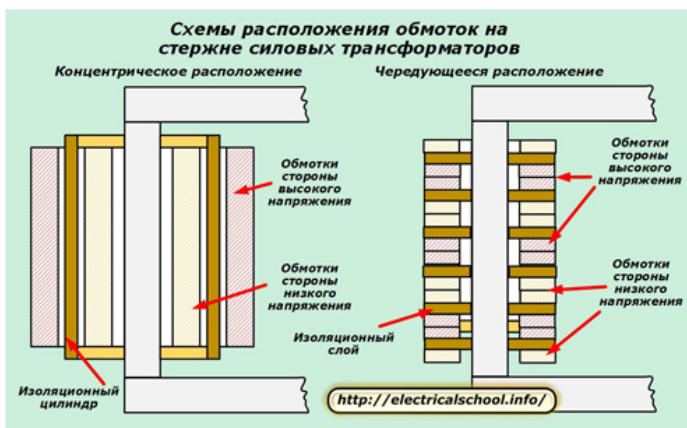 Схемы расположения обмоток на
стержне силовых трансформаторов
Концентрическое расположение
Чередующееся расположение
Обмотки
стороны
высокого
напряжения
Обмотки
стороны
низкого
напряжения
Изоляционный
цилиндр
Обмотки
стороны
высокого
напряжения
Обмотки
стороны
низкого
напряжения
Изоляционный
слой
http://electricalschool.info/